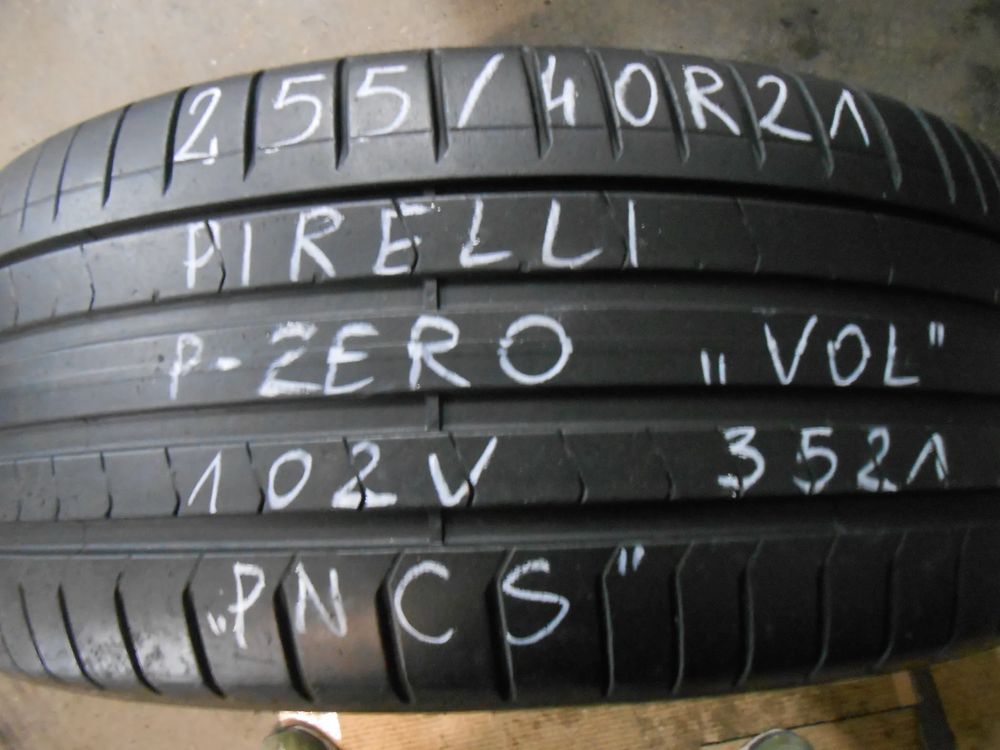 255/40R21
PIRELLI
P-ZERO „VOL"
102V 3521
„PNCS"